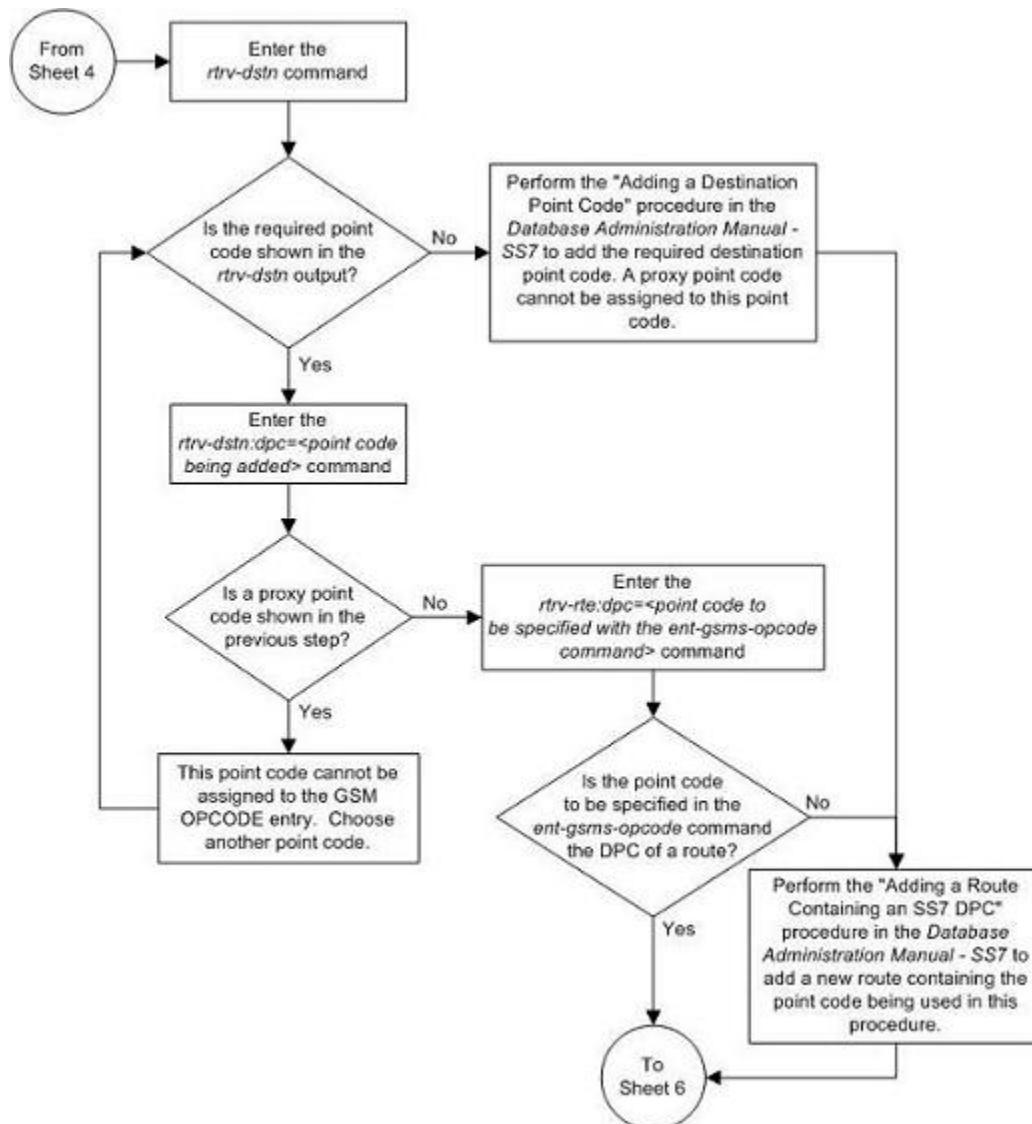 From
Sheet 4
Enter the
rtrv-dstn command
Is the required point
code shown in the
rtrv-dstn output?
No
Perform the "Adding a Destination
Point Code" procedure in the
Database Administration Manual -
SS7 to add the required destination
point code. A proxy point code
cannot be assigned to this point
code.
Yes
Enter the
rtrv-dstn:dpc=<point code
being added> command
Is a proxy point
code shown in the
previous step?
No
Enter the
rtrv-rte:dpc=<point code to
be specified with the ent-gsms-opcode
command> command
Yes
This point code cannot be
assigned to the GSM
OPCODE entry. Choose
another point code.
Is the point code
to be specified in the
ent-gsms-opcode command
the DPC of a route?
No
Yes
Perform the "Adding a Route
Containing an SS7 DPC"
procedure in the Database
Administration Manual - SS7 to
add a new route containing the
point code being used in this
procedure.
To
Sheet 6